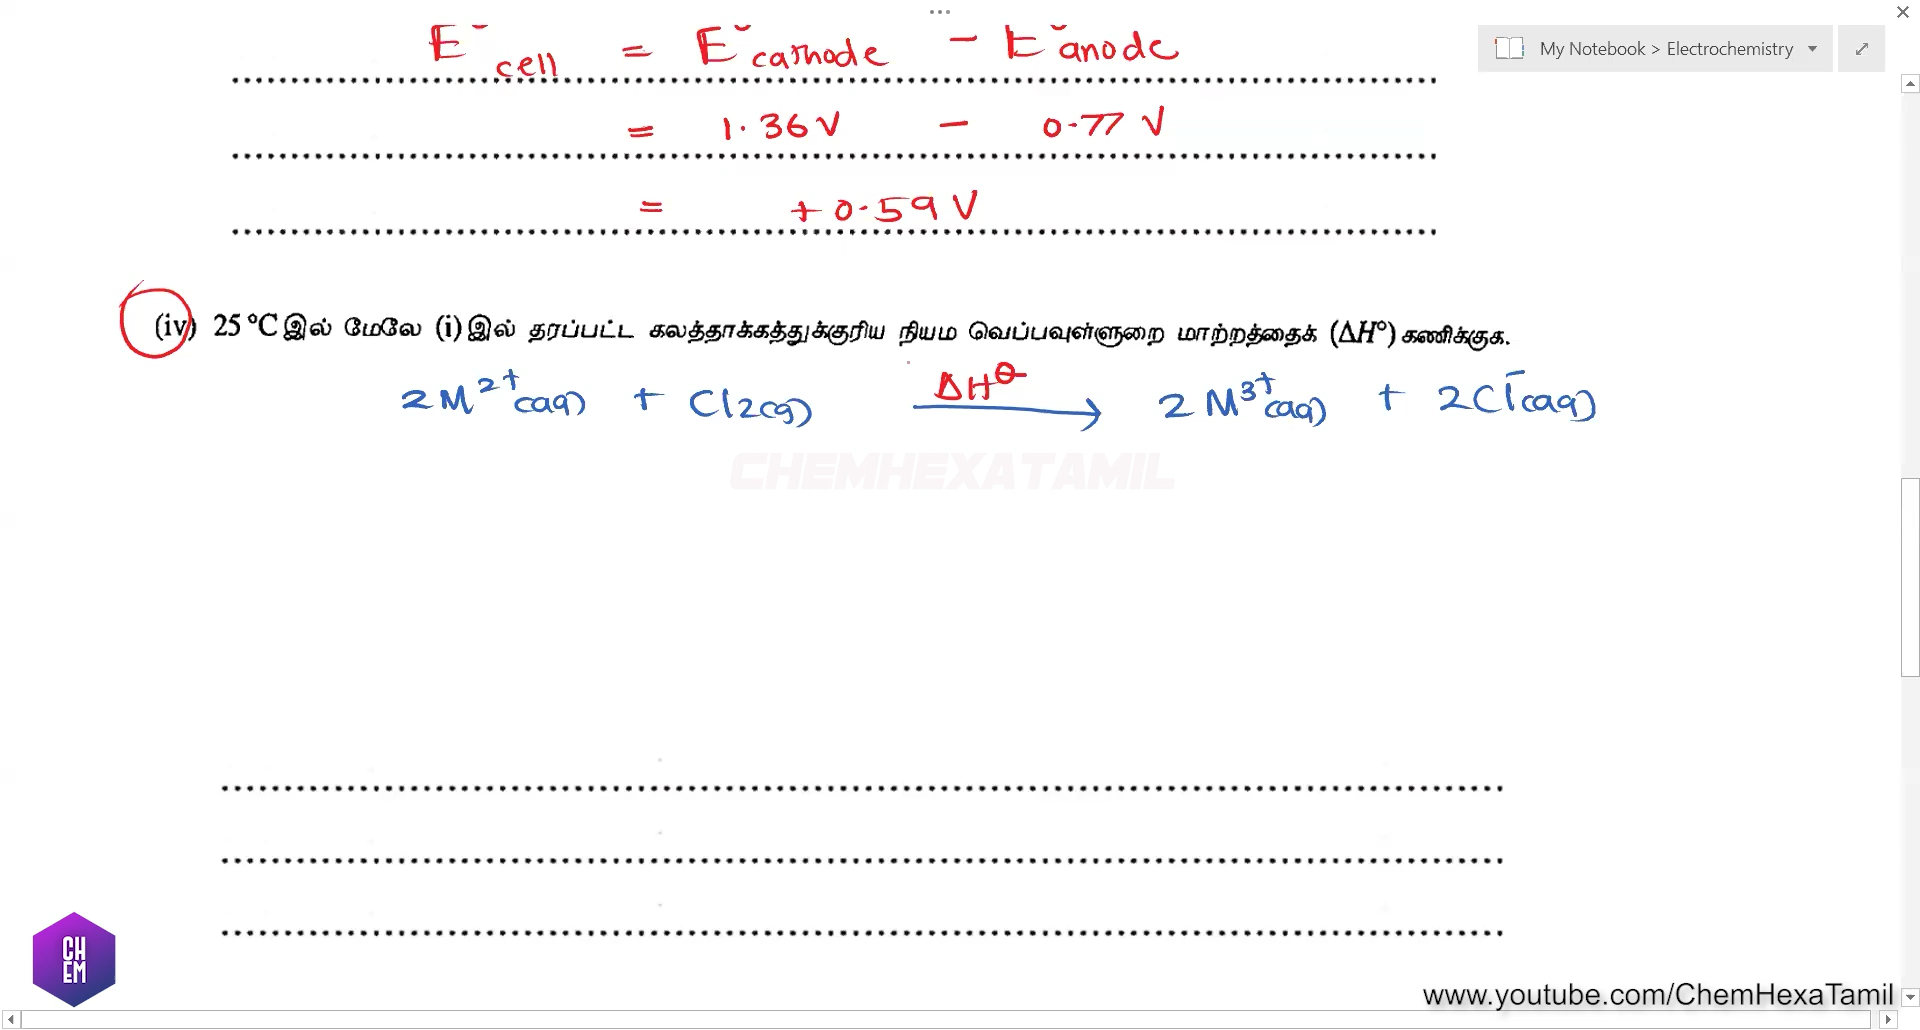 My Notebook > Electrochemistry
E° cell = E° cathode − E° anode
= 1.36 V − 0.77 V
= +0.59 V
(iv) 25 °C இல் மேலே (i) இல் தரப்பட்ட கலத்தாக்கத்துக்குரிய நியம வெப்பவுள்ளுறை மாற்றத்தைக் (ΔH°) கணிக்குக.
ΔH⊖
2M²⁺(aq) + Cl2(g) → 2M³⁺(aq) + 2Cl⁻(aq)
CHEMHEXATAMIL
CH
EM
www.youtube.com/ChemHexaTamil